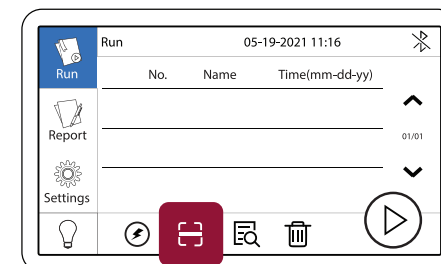 Run 05-19-2021 11:16
Run
No. Name Time(mm-dd-yy)
Report
01/01
Settings